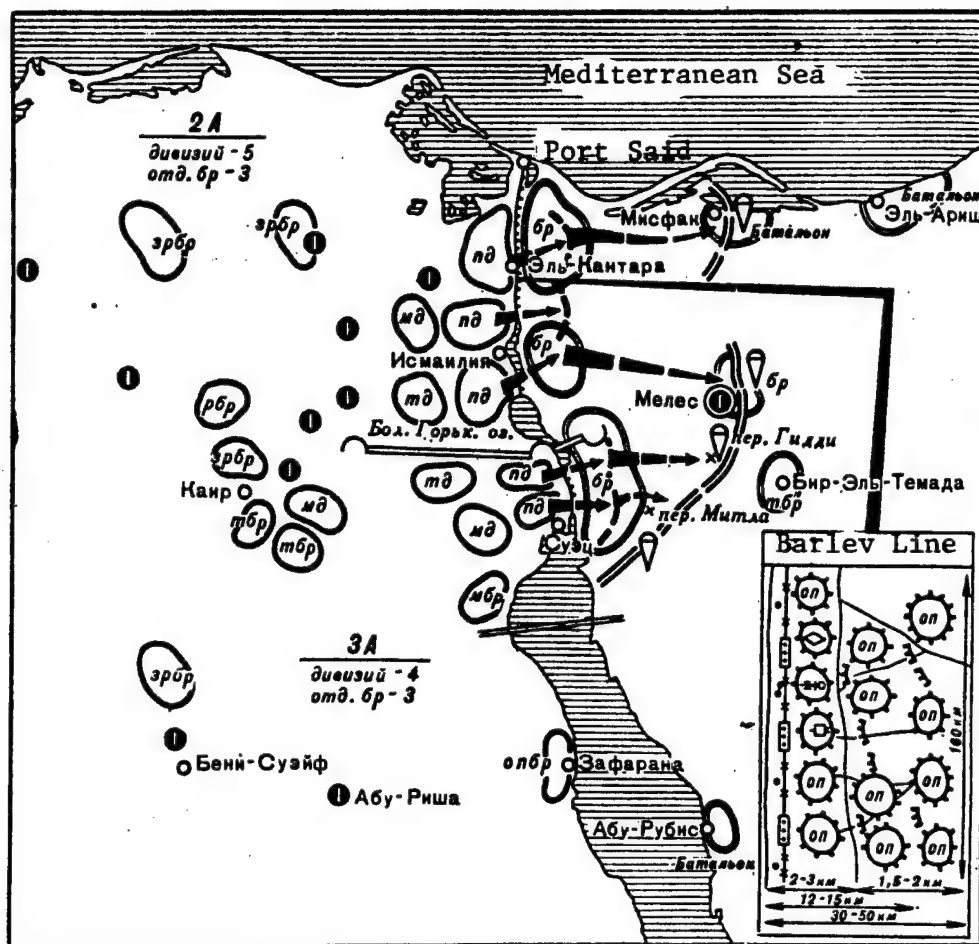 Mediterranean Sea
2А
дивизий - 5
отд. бр - 3
Port Said
Батальон
Эль-Ариш
Мисфак
Батальон
зрбр
зрбр
пд
бр
Эль-Кантара
мд
пд
бр
Исмаилия
тд
пд
Мелес
бр
рбр
Бол. Горьк. оз.
пер. Гидди
зрбр
Каир
тд
пд
бр
Бир-Эль-Темада
тбр
тбр
мд
тбр
мд
пд
пер. Митла
Суэц
Barlev Line
мбр
3А
дивизий - 4
отд. бр - 3
зрбр
Бени-Суэйф
Абу-Риша
опбр
Зафарана
Абу-Рубис
Батальон
оп
оп
оп
оп
оп
оп
оп
оп
оп
оп
оп
160 км
2-3 км
1,5-2 км
12-15 км
30-50 км